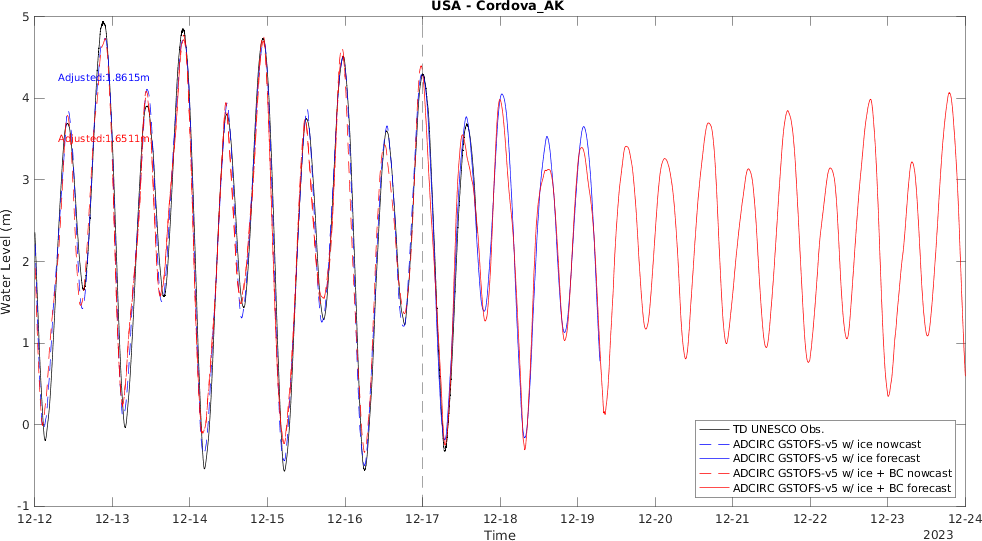 USA - Cordova_AK
5
4
3
2
1
0
-1
Water Level (m)
Adjusted:1.8615m
Adjusted:1.6511m
TD UNESCO Obs.
ADCIRC GSTOFS-v5 w/ ice nowcast
ADCIRC GSTOFS-v5 w/ ice forecast
ADCIRC GSTOFS-v5 w/ ice + BC nowcast
ADCIRC GSTOFS-v5 w/ ice + BC forecast
12-12 12-13 12-14 12-15 12-16 12-17 12-18 12-19 12-20 12-21 12-22 12-23 12-24
Time
2023